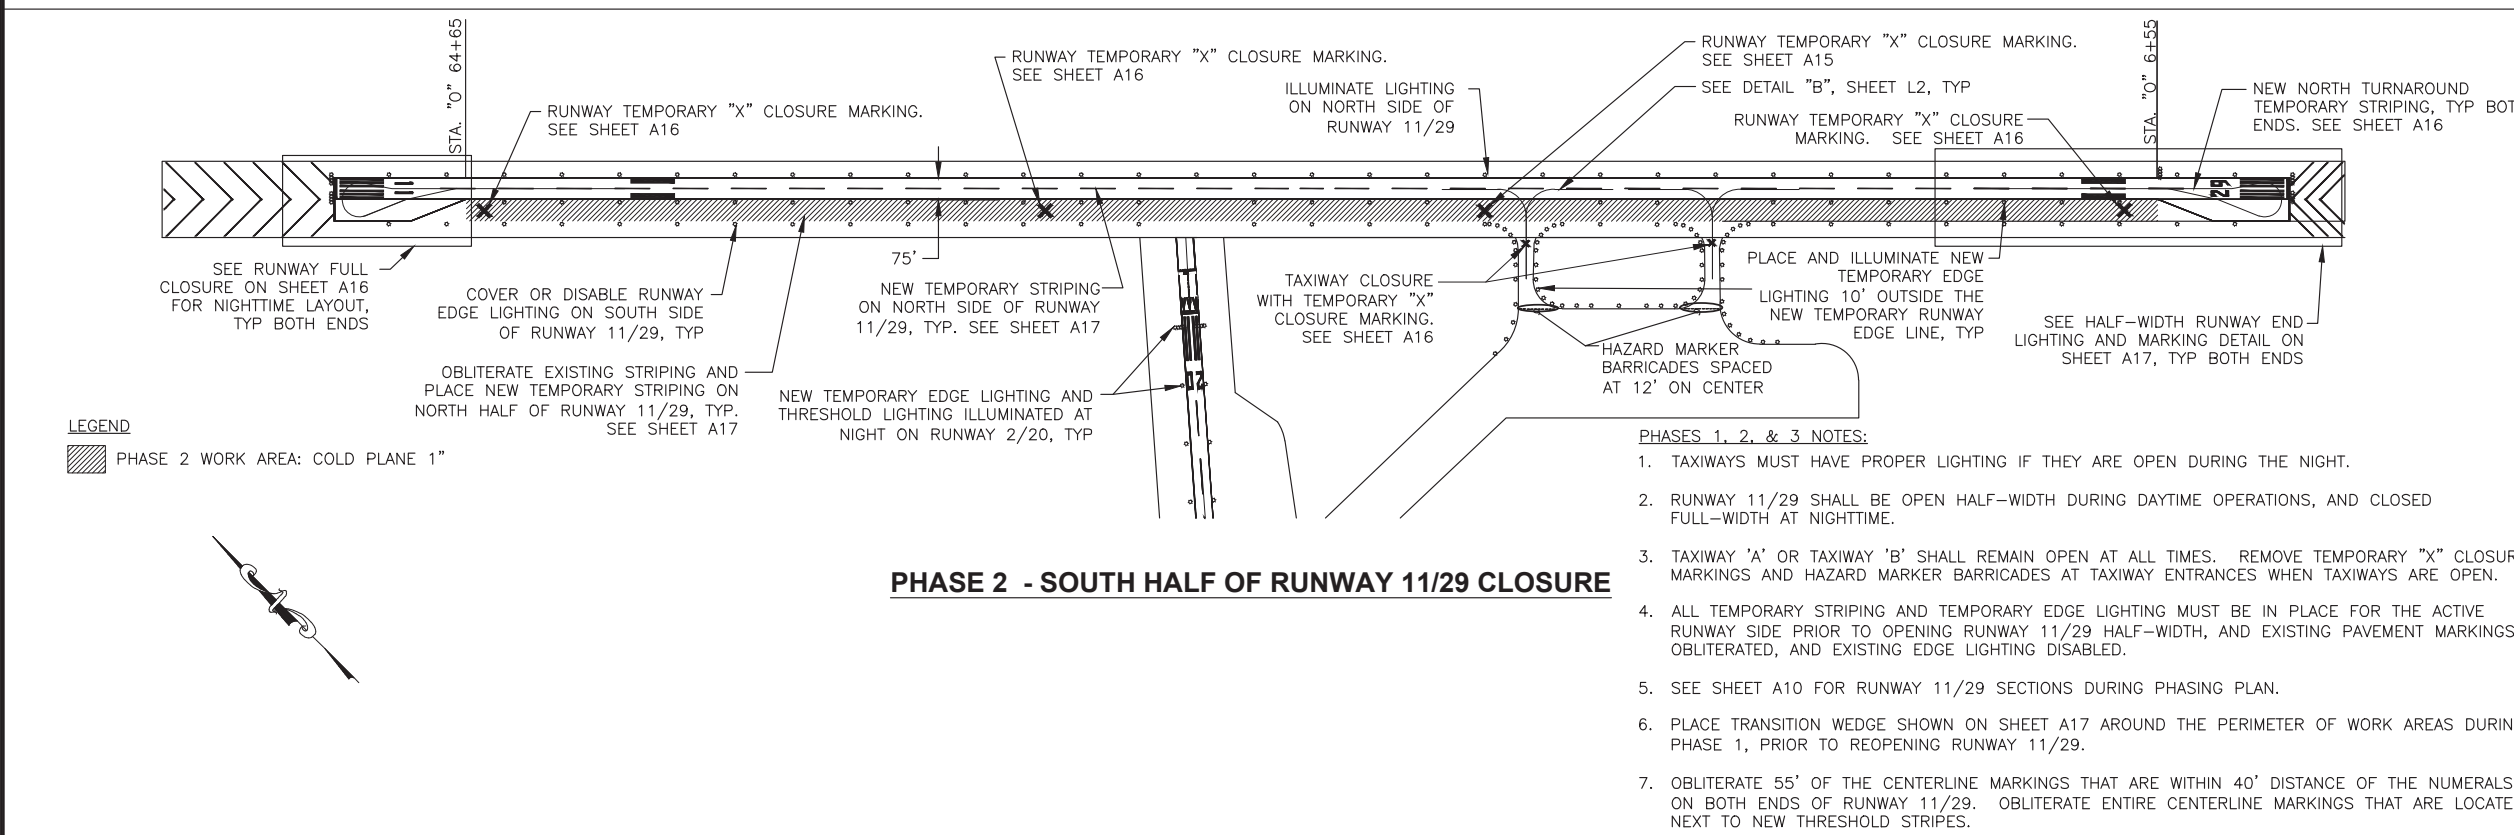 STA. "O" 64+65
RUNWAY TEMPORARY "X" CLOSURE MARKING.
SEE SHEET A16
RUNWAY TEMPORARY "X" CLOSURE MARKING.
SEE SHEET A16
ILLUMINATE LIGHTING
ON NORTH SIDE OF
RUNWAY 11/29
RUNWAY TEMPORARY "X" CLOSURE MARKING.
SEE SHEET A15
SEE DETAIL "B", SHEET L2, TYP
RUNWAY TEMPORARY "X" CLOSURE
MARKING. SEE SHEET A16
STA. "O" 6+55
NEW NORTH TURNAROUND
TEMPORARY STRIPING, TYP BOT
ENDS. SEE SHEET A16
11
29
SEE RUNWAY FULL
CLOSURE ON SHEET A16
FOR NIGHTTIME LAYOUT,
TYP BOTH ENDS
COVER OR DISABLE RUNWAY
EDGE LIGHTING ON SOUTH SIDE
OF RUNWAY 11/29, TYP
OBLITERATE EXISTING STRIPING AND
PLACE NEW TEMPORARY STRIPING ON
NORTH HALF OF RUNWAY 11/29, TYP.
SEE SHEET A17
75'
NEW TEMPORARY STRIPING
ON NORTH SIDE OF RUNWAY
11/29, TYP. SEE SHEET A17
NEW TEMPORARY EDGE LIGHTING AND
THRESHOLD LIGHTING ILLUMINATED AT
NIGHT ON RUNWAY 2/20, TYP
20
TAXIWAY CLOSURE
WITH TEMPORARY "X"
CLOSURE MARKING.
SEE SHEET A16
HAZARD MARKER
BARRICADES SPACED
AT 12' ON CENTER
PLACE AND ILLUMINATE NEW
TEMPORARY EDGE
LIGHTING 10' OUTSIDE THE
NEW TEMPORARY RUNWAY
EDGE LINE, TYP
SEE HALF-WIDTH RUNWAY END
LIGHTING AND MARKING DETAIL ON
SHEET A17, TYP BOTH ENDS
LEGEND
PHASE 2 WORK AREA: COLD PLANE 1"
PHASE 2 - SOUTH HALF OF RUNWAY 11/29 CLOSURE
PHASES 1, 2, & 3 NOTES:
1. TAXIWAYS MUST HAVE PROPER LIGHTING IF THEY ARE OPEN DURING THE NIGHT.
2. RUNWAY 11/29 SHALL BE OPEN HALF-WIDTH DURING DAYTIME OPERATIONS, AND CLOSED
FULL-WIDTH AT NIGHTTIME.
3. TAXIWAY 'A' OR TAXIWAY 'B' SHALL REMAIN OPEN AT ALL TIMES. REMOVE TEMPORARY "X" CLOSUR
MARKINGS AND HAZARD MARKER BARRICADES AT TAXIWAY ENTRANCES WHEN TAXIWAYS ARE OPEN.
4. ALL TEMPORARY STRIPING AND TEMPORARY EDGE LIGHTING MUST BE IN PLACE FOR THE ACTIVE
RUNWAY SIDE PRIOR TO OPENING RUNWAY 11/29 HALF-WIDTH, AND EXISTING PAVEMENT MARKINGS
OBLITERATED, AND EXISTING EDGE LIGHTING DISABLED.
5. SEE SHEET A10 FOR RUNWAY 11/29 SECTIONS DURING PHASING PLAN.
6. PLACE TRANSITION WEDGE SHOWN ON SHEET A17 AROUND THE PERIMETER OF WORK AREAS DURIN
PHASE 1, PRIOR TO REOPENING RUNWAY 11/29.
7. OBLITERATE 55' OF THE CENTERLINE MARKINGS THAT ARE WITHIN 40' DISTANCE OF THE NUMERALS
ON BOTH ENDS OF RUNWAY 11/29. OBLITERATE ENTIRE CENTERLINE MARKINGS THAT ARE LOCATE
NEXT TO NEW THRESHOLD STRIPES.